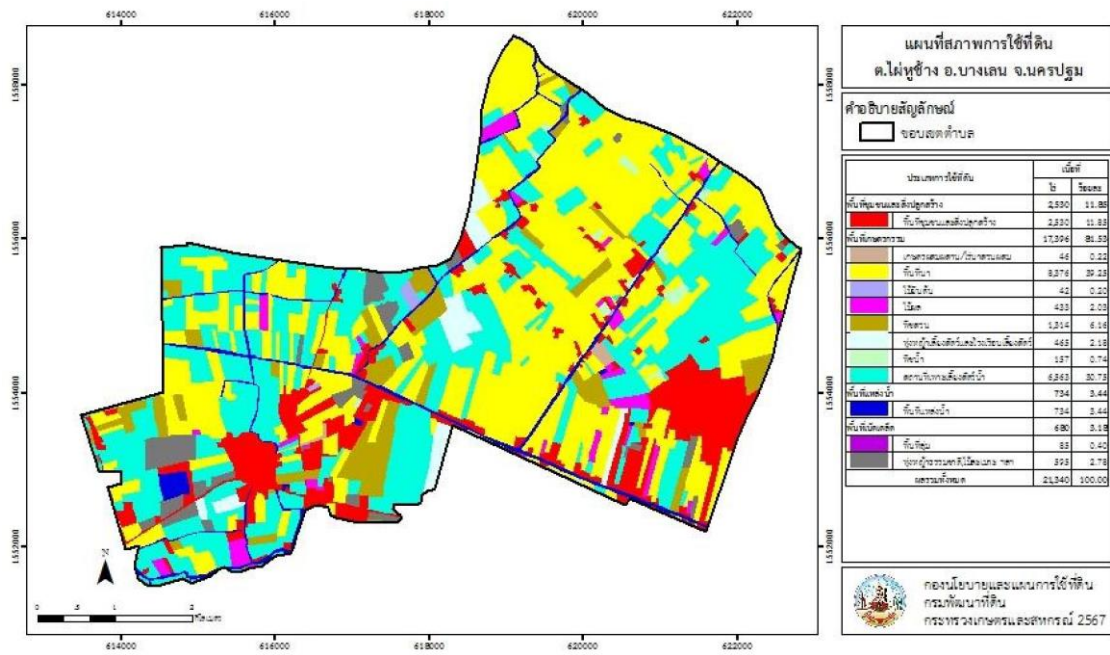 614000 616000 618000 620000 622000
1558000 1558000
1556000 1556000
1554000 1554000
1552000 1552000
614000 616000 618000 620000 622000
N
0 .5 1 2
กิโลเมตร
แผนที่สภาพการใช้ที่ดิน
ต.ไผ่หูช้าง อ.บางเลน จ.นครปฐม
คำอธิบายสัญลักษณ์
ขอบเขตตำบล
ประเภทการใช้ที่ดิน เนื้อที่
ไร่ ร้อยละ
พื้นที่ชุมชนและสิ่งปลูกสร้าง 2,530 11.85
พื้นที่ชุมชนและสิ่งปลูกสร้าง 2,530 11.85
พื้นที่เกษตรกรรม 17,396 81.53
เกษตรผสมผสาน/ไร่นาสวนผสม 46 0.22
พื้นที่นา 8,376 39.25
ไม้ยืนต้น 42 0.20
ไม้ผล 433 2.03
พืชสวน 1,314 6.16
ทุ่งหญ้าเลี้ยงสัตว์และโรงเรือนเลี้ยงสัตว์ 465 2.18
พืชน้ำ 157 0.74
สถานที่เพาะเลี้ยงสัตว์น้ำ 6,563 30.75
พื้นที่แหล่งน้ำ 734 3.44
พื้นที่แหล่งน้ำ 734 3.44
พื้นที่เบ็ดเตล็ด 680 3.18
พื้นที่ลุ่ม 85 0.40
ทุ่งหญ้าธรรมชาติ,ไม้ละเมาะ ฯลฯ 595 2.78
ผลรวมทั้งหมด 21,340 100.00
กองนโยบายและแผนการใช้ที่ดิน
กรมพัฒนาที่ดิน
กระทรวงเกษตรและสหกรณ์ 2567